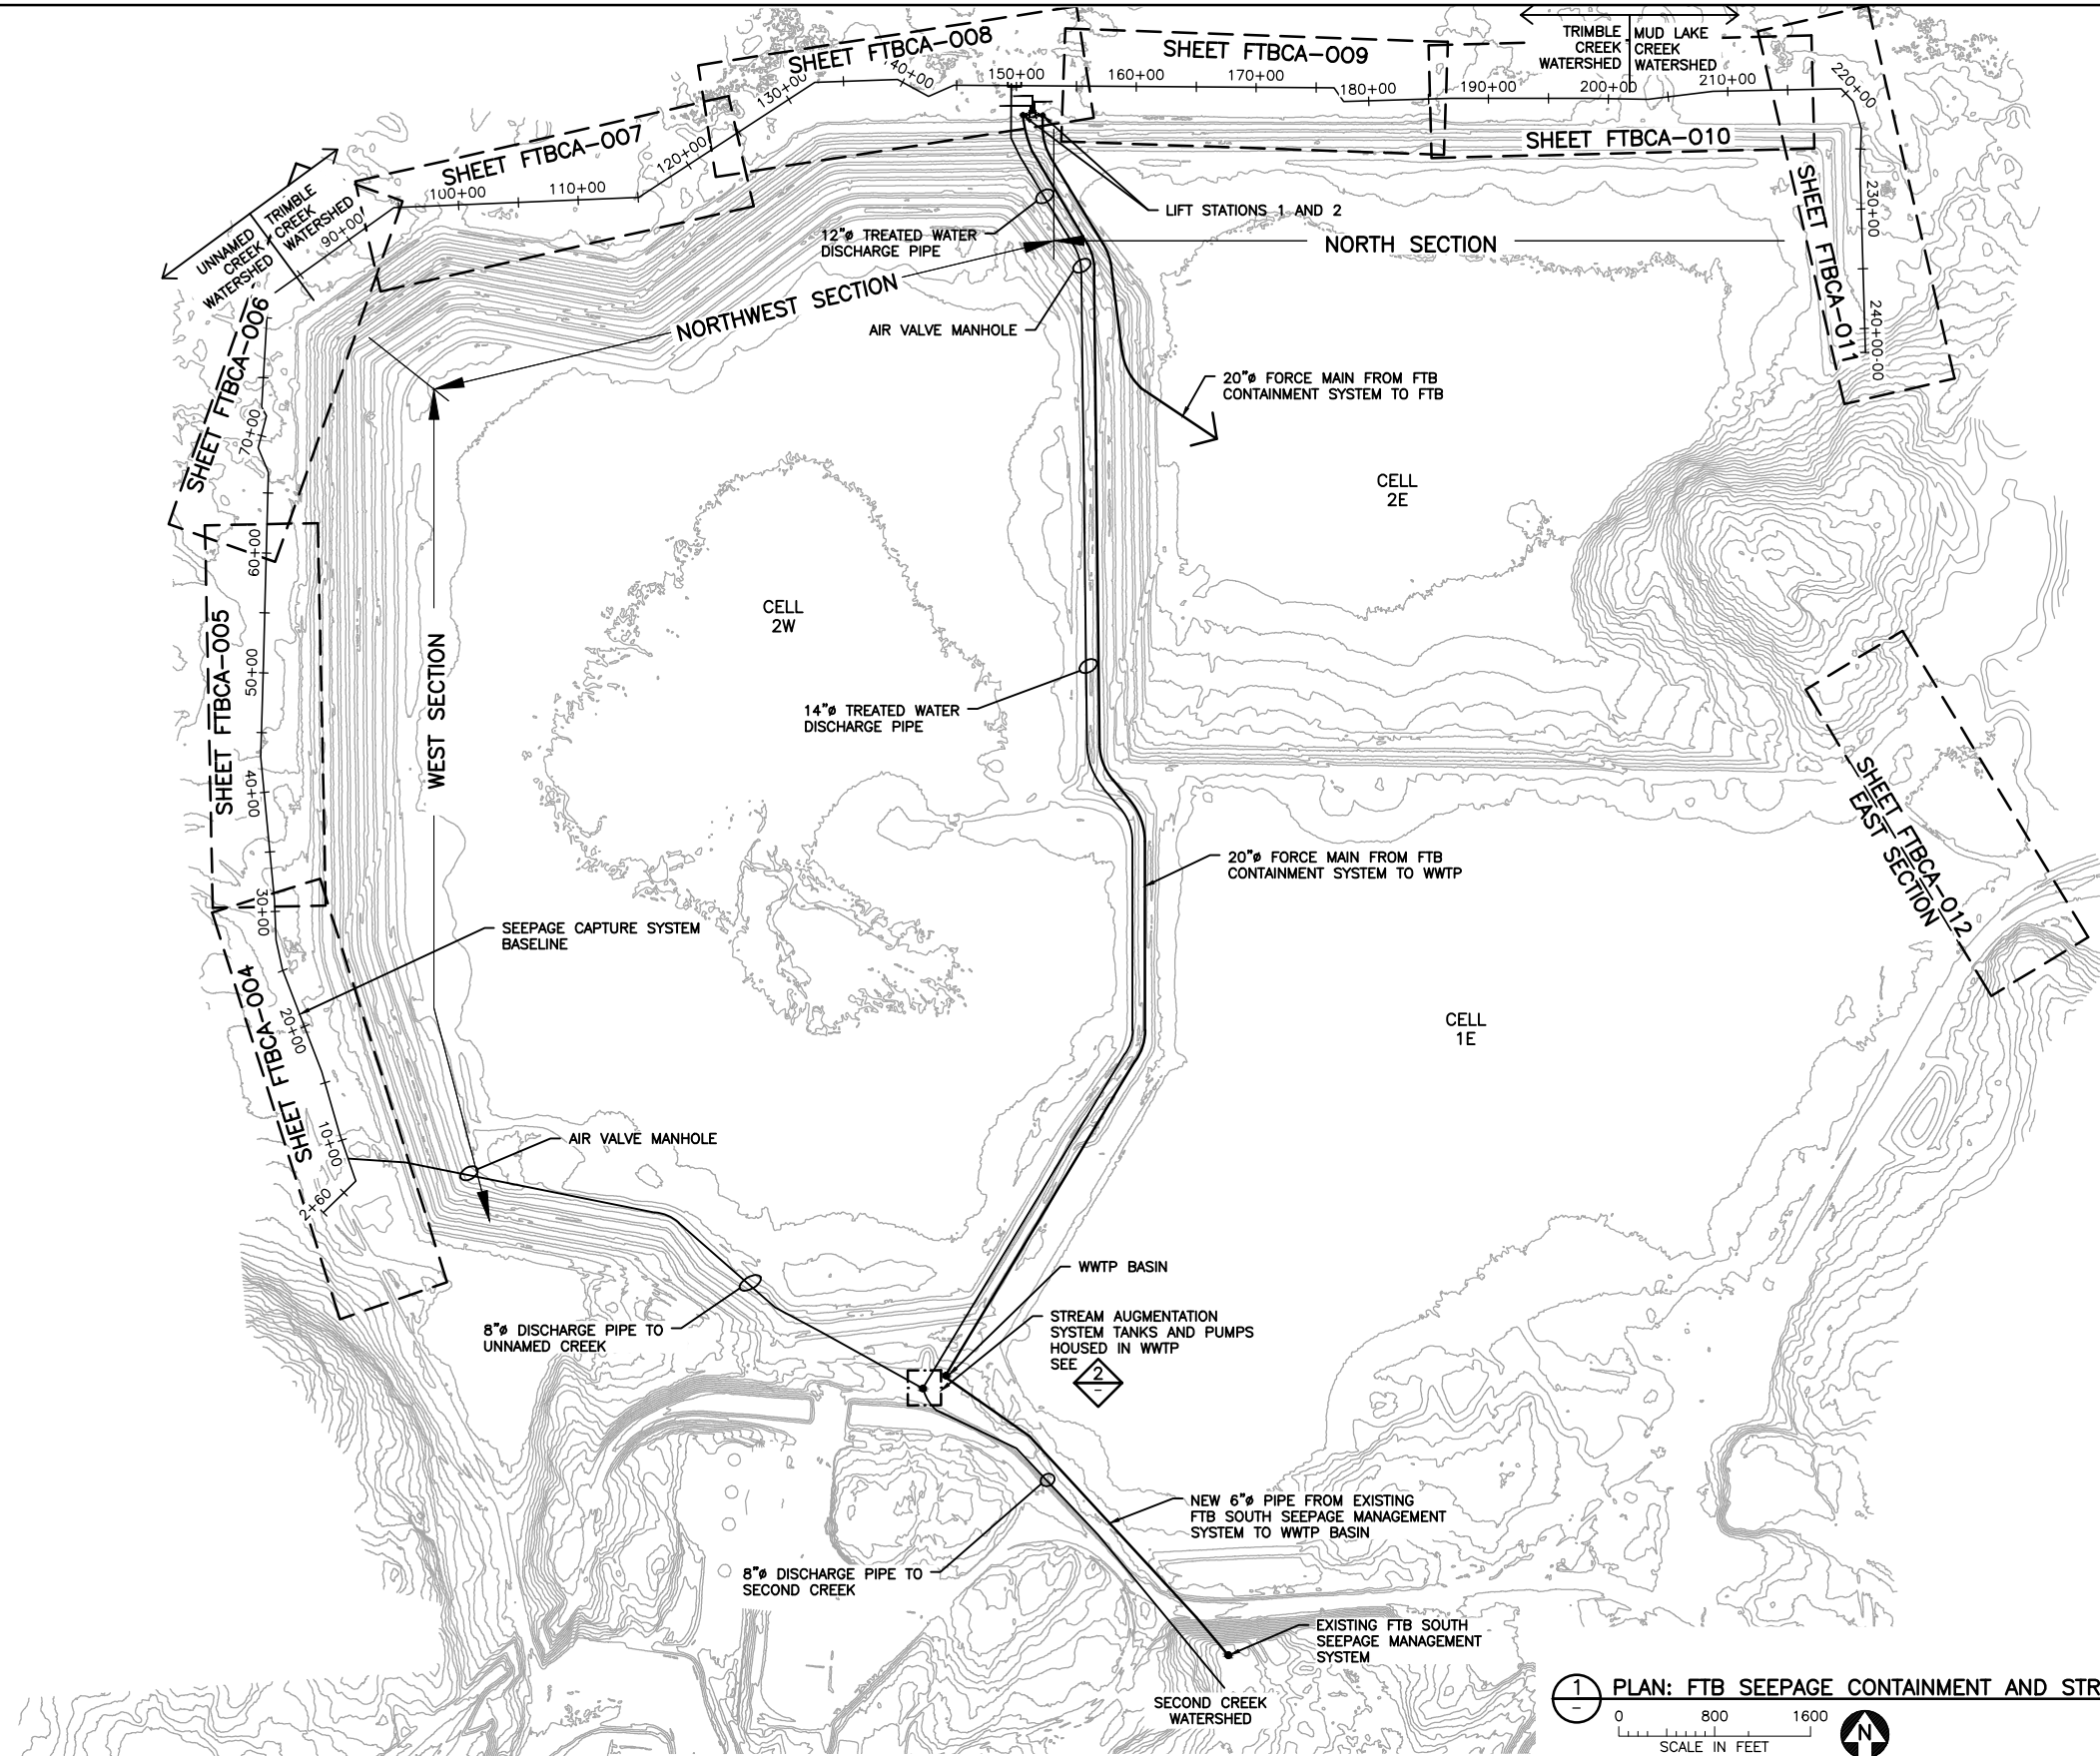 SHEET FTBCA-008
SHEET FTBCA-009
TRIMBLE
CREEK
WATERSHED
MUD LAKE
CREEK
WATERSHED
130+00
140+00
150+00
160+00
170+00
180+00
190+00
200+00
210+00
220+00
SHEET FTBCA-007
120+00
SHEET FTBCA-010
100+00
110+00
UNNAMED
CREEK
WATERSHED
TRIMBLE
CREEK
WATERSHED
90+00
LIFT STATIONS 1 AND 2
12"ø TREATED WATER
DISCHARGE PIPE
NORTH SECTION
SHEET FTBCA-011
230+00
240+00
NORTHWEST SECTION
AIR VALVE MANHOLE
SHEET FTBCA-006
70+00
20"ø FORCE MAIN FROM FTB
CONTAINMENT SYSTEM TO FTB
CELL
2E
60+00
CELL
2W
SHEET FTBCA-005
50+00
WEST SECTION
14"ø TREATED WATER
DISCHARGE PIPE
40+00
SHEET FTBCA-012
EAST SECTION
20"ø FORCE MAIN FROM FTB
CONTAINMENT SYSTEM TO WWTP
30+00
SEEPAGE CAPTURE SYSTEM
BASELINE
SHEET FTBCA-004
20+00
CELL
1E
10+00
AIR VALVE MANHOLE
2+60
WWTP BASIN
8"ø DISCHARGE PIPE TO
UNNAMED CREEK
STREAM AUGMENTATION
SYSTEM TANKS AND PUMPS
HOUSED IN WWTP
SEE
2
-
NEW 6"ø PIPE FROM EXISTING
FTB SOUTH SEEPAGE MANAGEMENT
SYSTEM TO WWTP BASIN
8"ø DISCHARGE PIPE TO
SECOND CREEK
EXISTING FTB SOUTH
SEEPAGE MANAGEMENT
SYSTEM
SECOND CREEK
WATERSHED
1
-
PLAN: FTB SEEPAGE CONTAINMENT AND STR
0 800 1600
SCALE IN FEET
N